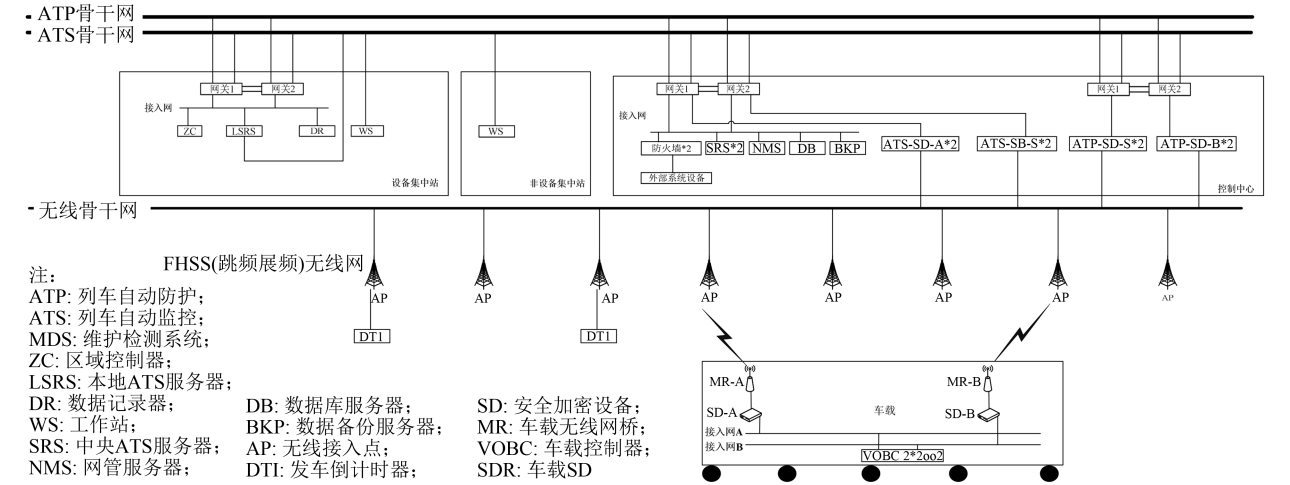 ATP骨干网
ATS骨干网
网关1 网关2
接入网
ZC LSRS DR WS
设备集中站
WS
非设备集中站
网关1 网关2
接入网
防火墙*2 SRS*2 NMS DB BKP
外部系统设备
ATS-SD-A*2 ATS-SB-S*2
网关1 网关2
ATP-SD-S*2 ATP-SD-B*2
控制中心
无线骨干网
FHSS(跳频展频)无线网
AP AP AP AP AP AP AP AP
DT1 DT1
注:
ATP: 列车自动防护;
ATS: 列车自动监控;
MDS: 维护检测系统;
ZC: 区域控制器;
LSRS: 本地ATS服务器;
DR: 数据记录器;
WS: 工作站;
SRS: 中央ATS服务器;
NMS: 网管服务器;
DB: 数据库服务器;
BKP: 数据备份服务器;
AP: 无线接入点;
DTI: 发车倒计时器;
SD: 安全加密设备;
MR: 车载无线网桥;
VOBC: 车载控制器;
SDR: 车载SD
MR-A MR-B
SD-A 车载 SD-B
接入网A
接入网B
VOBC 2*2oo2